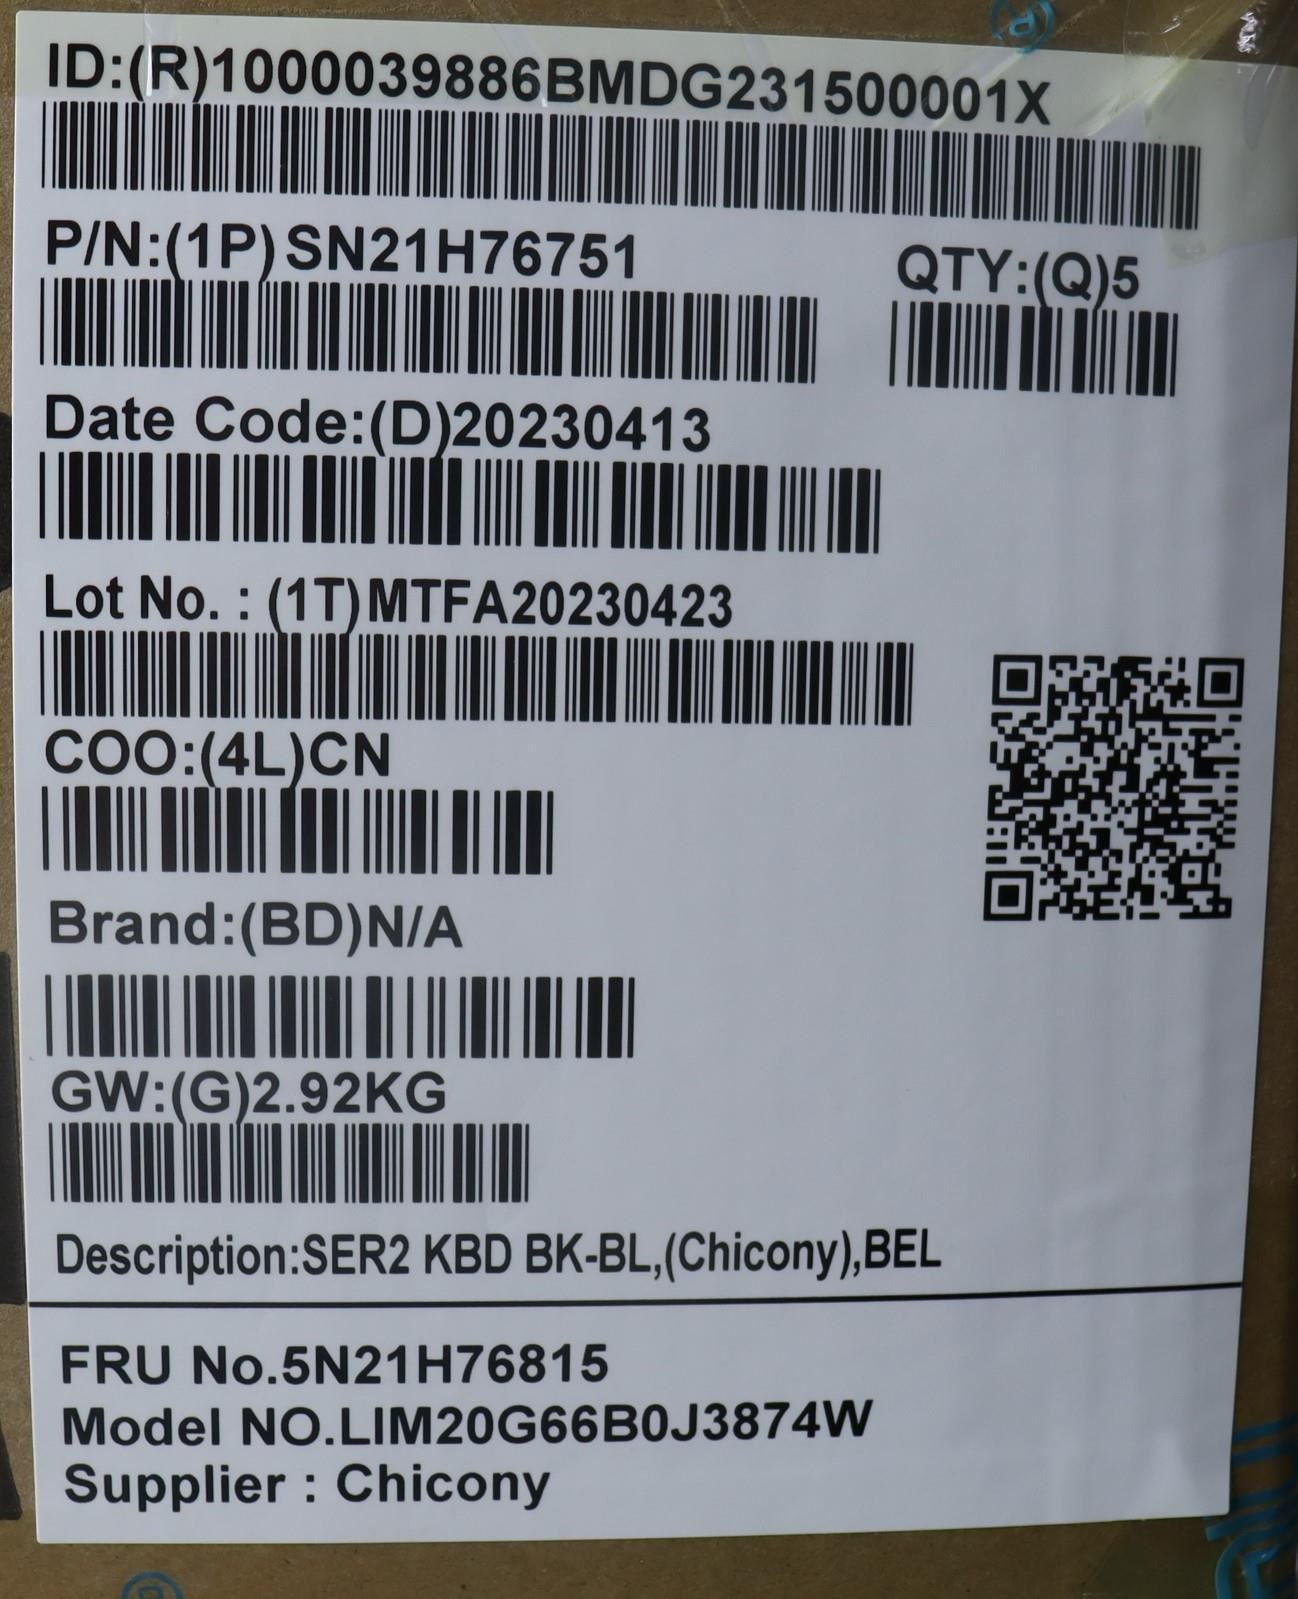 ID:(R)1000039886BMDG231500001X
P/N:(1P)SN21H76751
QTY:(Q)5
Date Code:(D)20230413
Lot No. : (1T)MTFA20230423
COO:(4L)CN
Brand:(BD)N/A
GW:(G)2.92KG
Description:SER2 KBD BK-BL,(Chicony),BEL
FRU No.5N21H76815
Model NO.LIM20G66B0J3874W
Supplier : Chicony